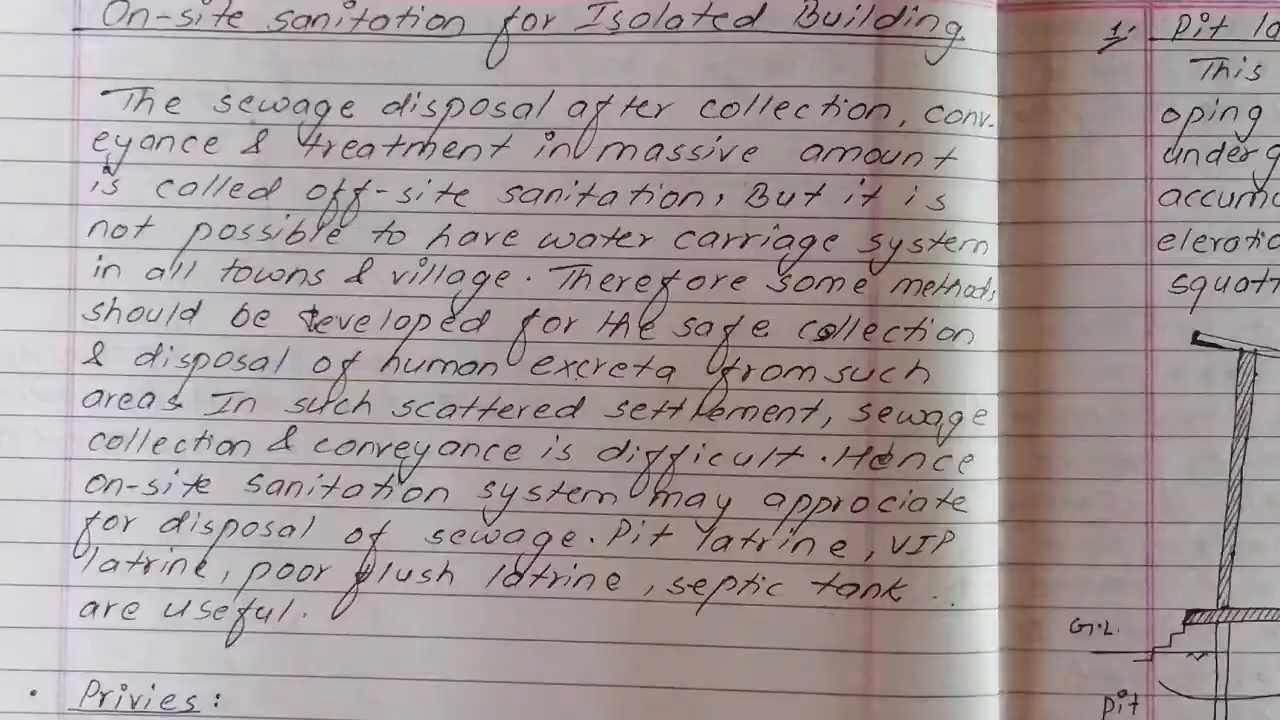 On-site sanitation for Isolated Building
The sewage disposal after collection, conv-
eyance & treatment in massive amount
is called off-site sanitation, But it is
not possible to have water carriage system
in all towns & village. Therefore some methods
should be developed for the safe collection
& disposal of human excreta from such
areas In such scattered settlement, sewage
collection & conveyance is difficult. Hence
on-site sanitation system may approciate
for disposal of sewage. Pit latrine, VIP
latrine, poor flush latrine, septic tank ..
are useful.
• Privies:
1. Pit la
This
oping
underg
accumu
eleratio
squatt
G.L.
Pit